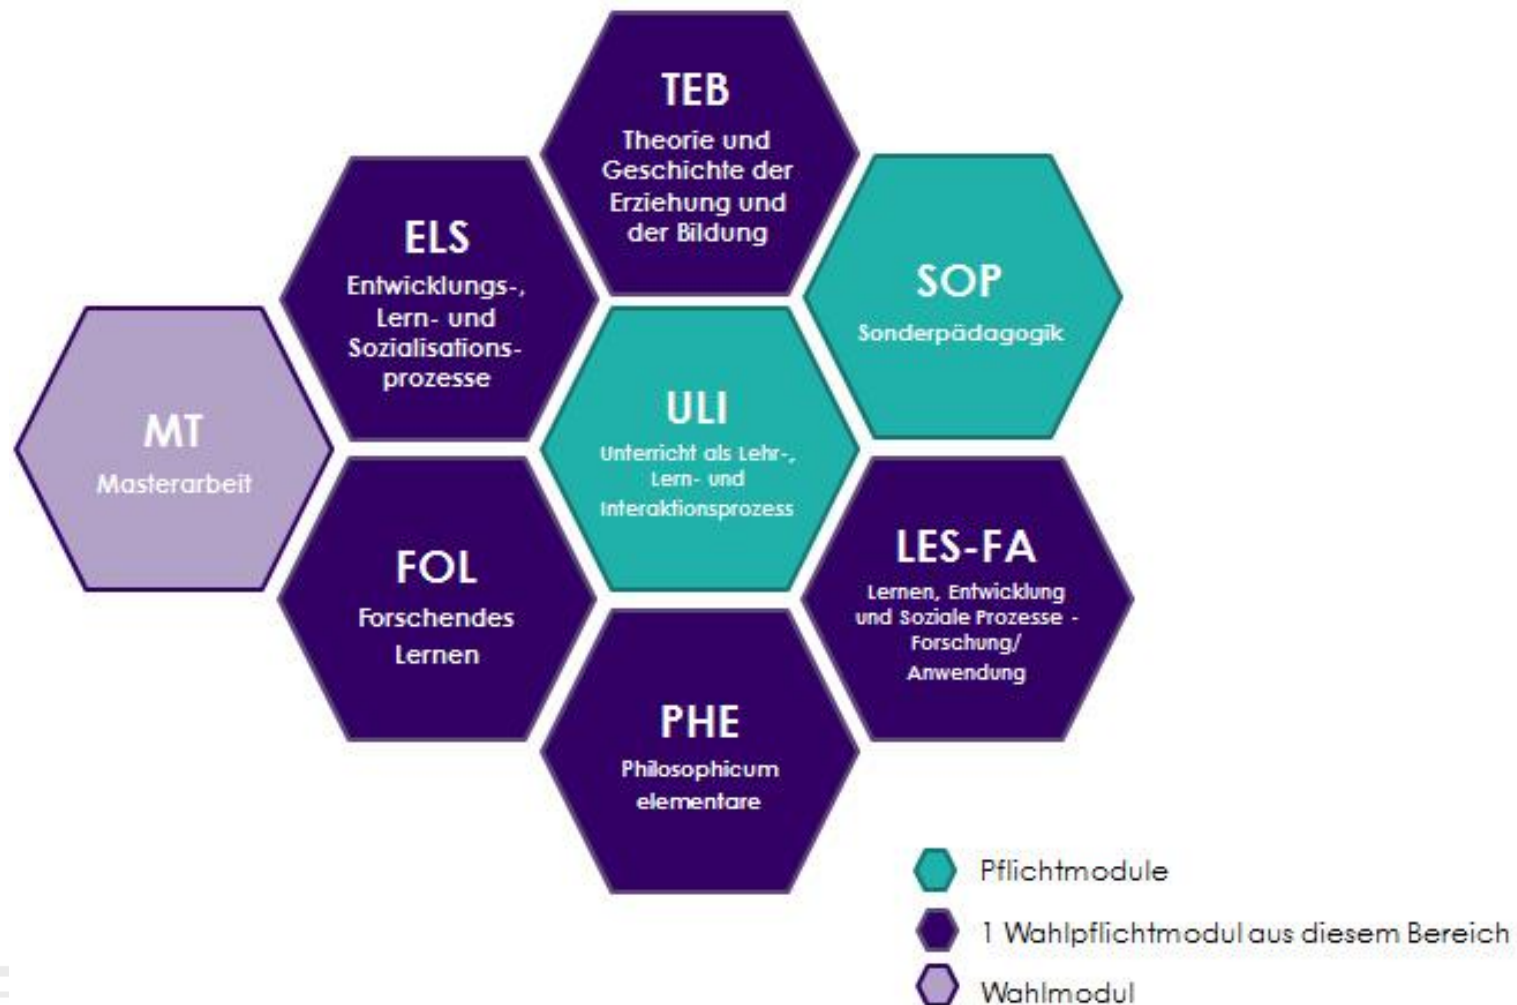 TEB
Theorie und
Geschichte der
Erziehung und
der Bildung
ELS
Entwicklungs-,
Lern- und
Sozialisations-
prozesse
SOP
Sonderpädagogik
MT
Masterarbeit
ULI
Unterricht als Lehr-,
Lern- und
Interaktionsprozess
FOL
Forschendes
Lernen
LES-FA
Lernen, Entwicklung
und Soziale Prozesse -
Forschung/
Anwendung
PHE
Philosophicum
elementare
Pflichtmodule
1 Wahlpflichtmodul aus diesem Bereich
Wahlmodul